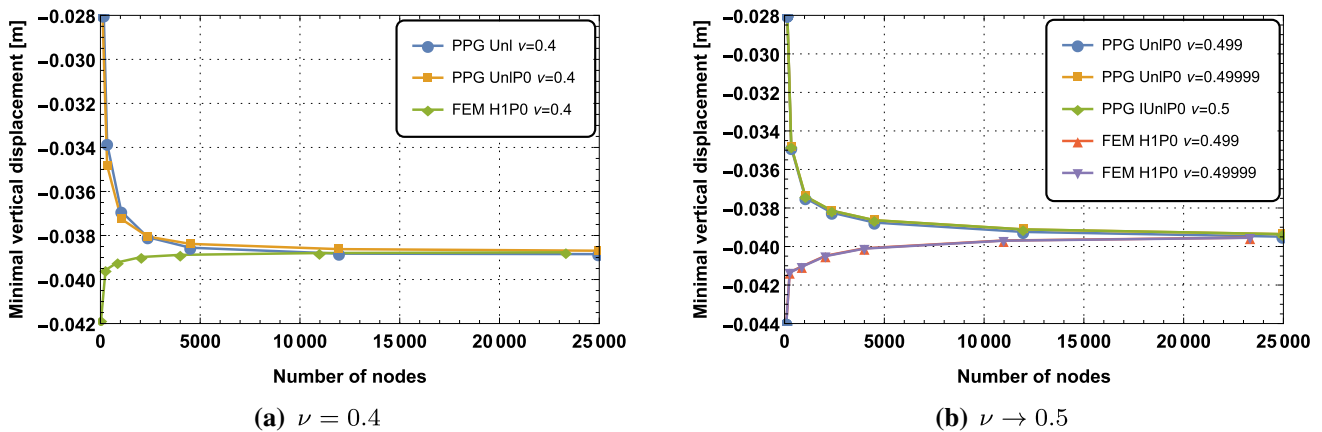 Minimal vertical displacement [m]
−0.028
−0.030
−0.032
−0.034
−0.036
−0.038
−0.040
−0.042
0
5000
10 000
15 000
20 000
25 000
Number of nodes
PPG UnI ν=0.4
PPG UnIP0 ν=0.4
FEM H1P0 ν=0.4
(a) ν = 0.4
Minimal vertical displacement [m]
−0.028
−0.030
−0.032
−0.034
−0.036
−0.038
−0.040
−0.042
−0.044
0
5000
10 000
15 000
20 000
25 000
Number of nodes
PPG UnIP0 ν=0.499
PPG UnIP0 ν=0.49999
PPG IUnIP0 ν=0.5
FEM H1P0 ν=0.499
FEM H1P0 ν=0.49999
(b) ν → 0.5